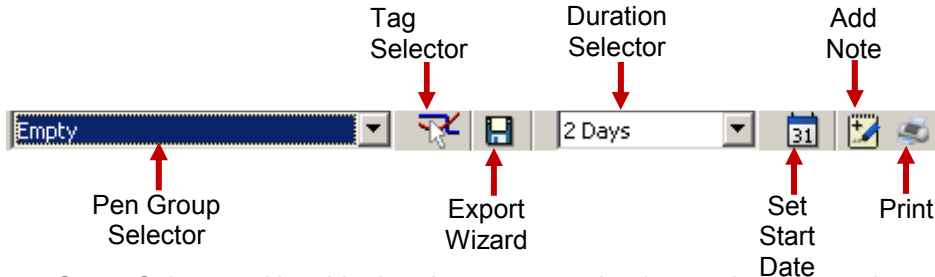 Tag
Selector
Duration
Selector
Add
Note
Empty
2 Days
31
Pen Group
Selector
Export
Wizard
Set
Start
Date
Print